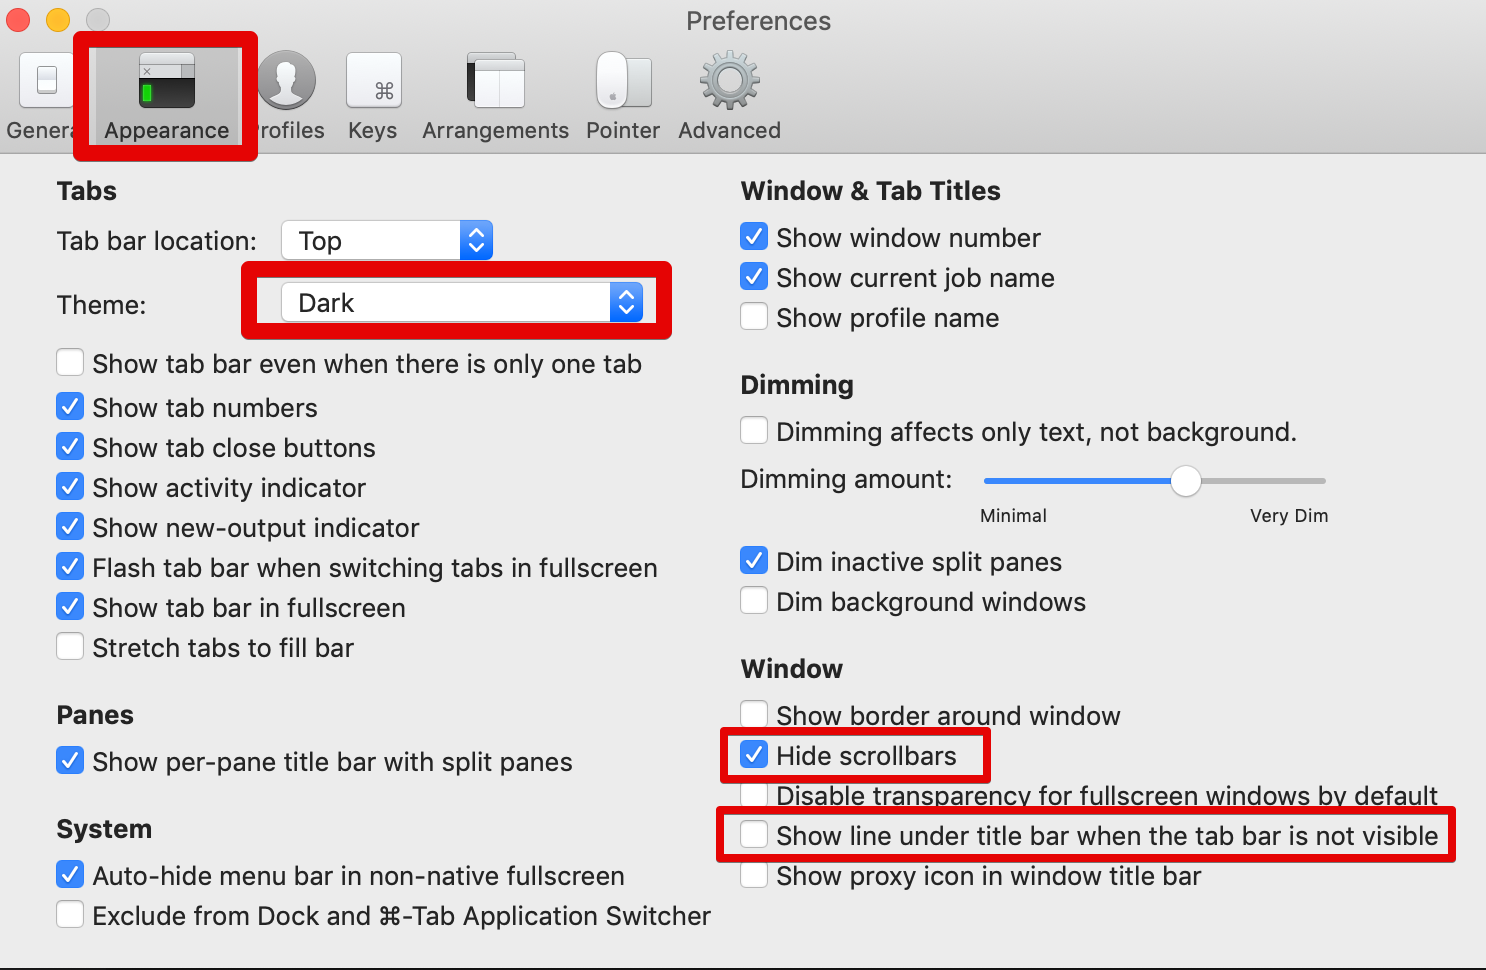 Preferences
Genera
Appearance
rofiles
Keys
Arrangements
Pointer
Advanced
Tabs
Tab bar location: Top
Theme: Dark
Show tab bar even when there is only one tab
Show tab numbers
Show tab close buttons
Show activity indicator
Show new-output indicator
Flash tab bar when switching tabs in fullscreen
Show tab bar in fullscreen
Stretch tabs to fill bar
Panes
Show per-pane title bar with split panes
System
Auto-hide menu bar in non-native fullscreen
Exclude from Dock and ⌘-Tab Application Switcher
Window & Tab Titles
Show window number
Show current job name
Show profile name
Dimming
Dimming affects only text, not background.
Dimming amount:
Minimal Very Dim
Dim inactive split panes
Dim background windows
Window
Show border around window
Hide scrollbars
Disable transparency for fullscreen windows by default
Show line under title bar when the tab bar is not visible
Show proxy icon in window title bar